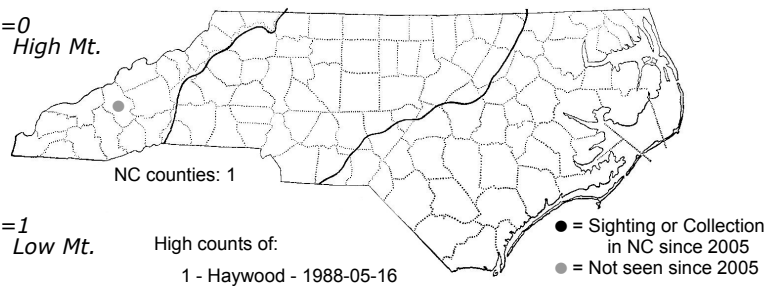 =0
High Mt.
NC counties: 1
=1
Low Mt.
High counts of:
1 - Haywood - 1988-05-16
● = Sighting or Collection
in NC since 2005
● = Not seen since 2005